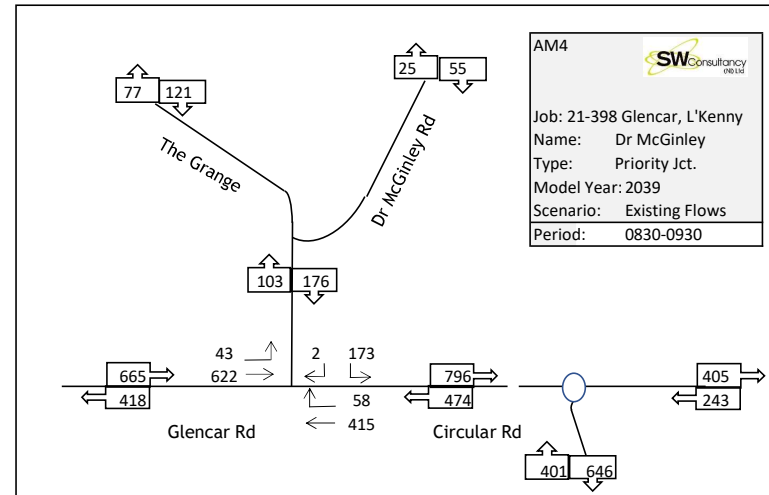 AM4
SW Consultancy
(NI) Ltd
Job: 21-398 Glencar, L'Kenny
Name: Dr McGinley
Type: Priority Jct.
Model Year: 2039
Scenario: Existing Flows
Period: 0830-0930
77 121
25 55
The Grange
Dr McGinley Rd
103 176
43 2 173
622
665
418
58
415
796
474
405
243
Glencar Rd
Circular Rd
401 646